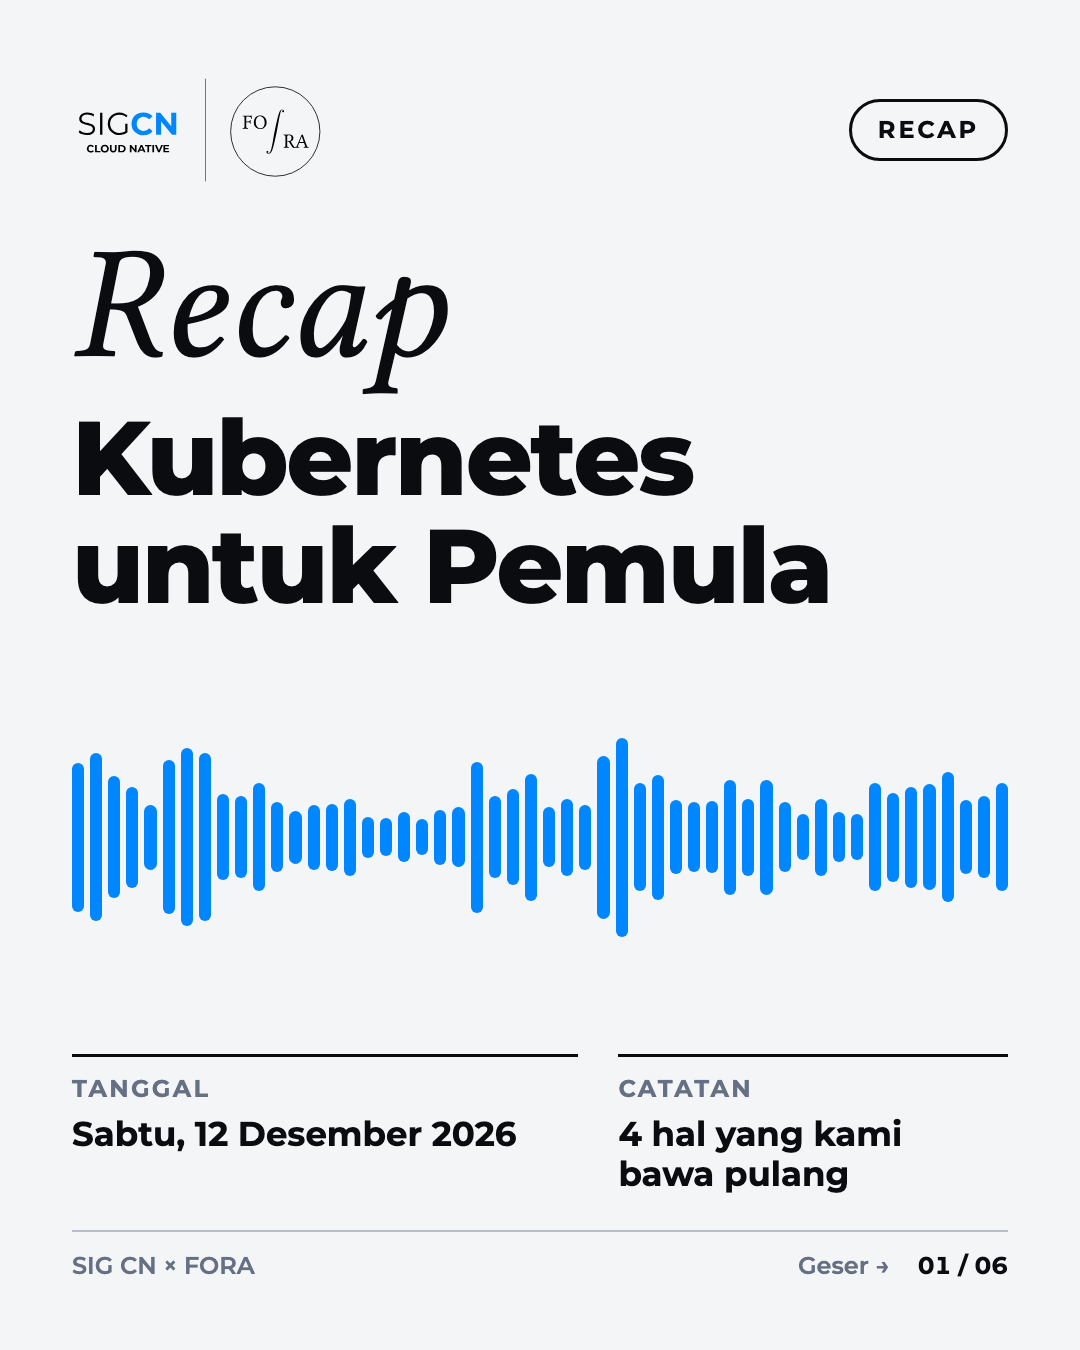 SIGCN
CLOUD NATIVE
FO
RA
RECAP
Recap
Kubernetes
untuk Pemula
TANGGAL
Sabtu, 12 Desember 2026
CATATAN
4 hal yang kami
bawa pulang
SIG CN × FORA
Geser → 01 / 06